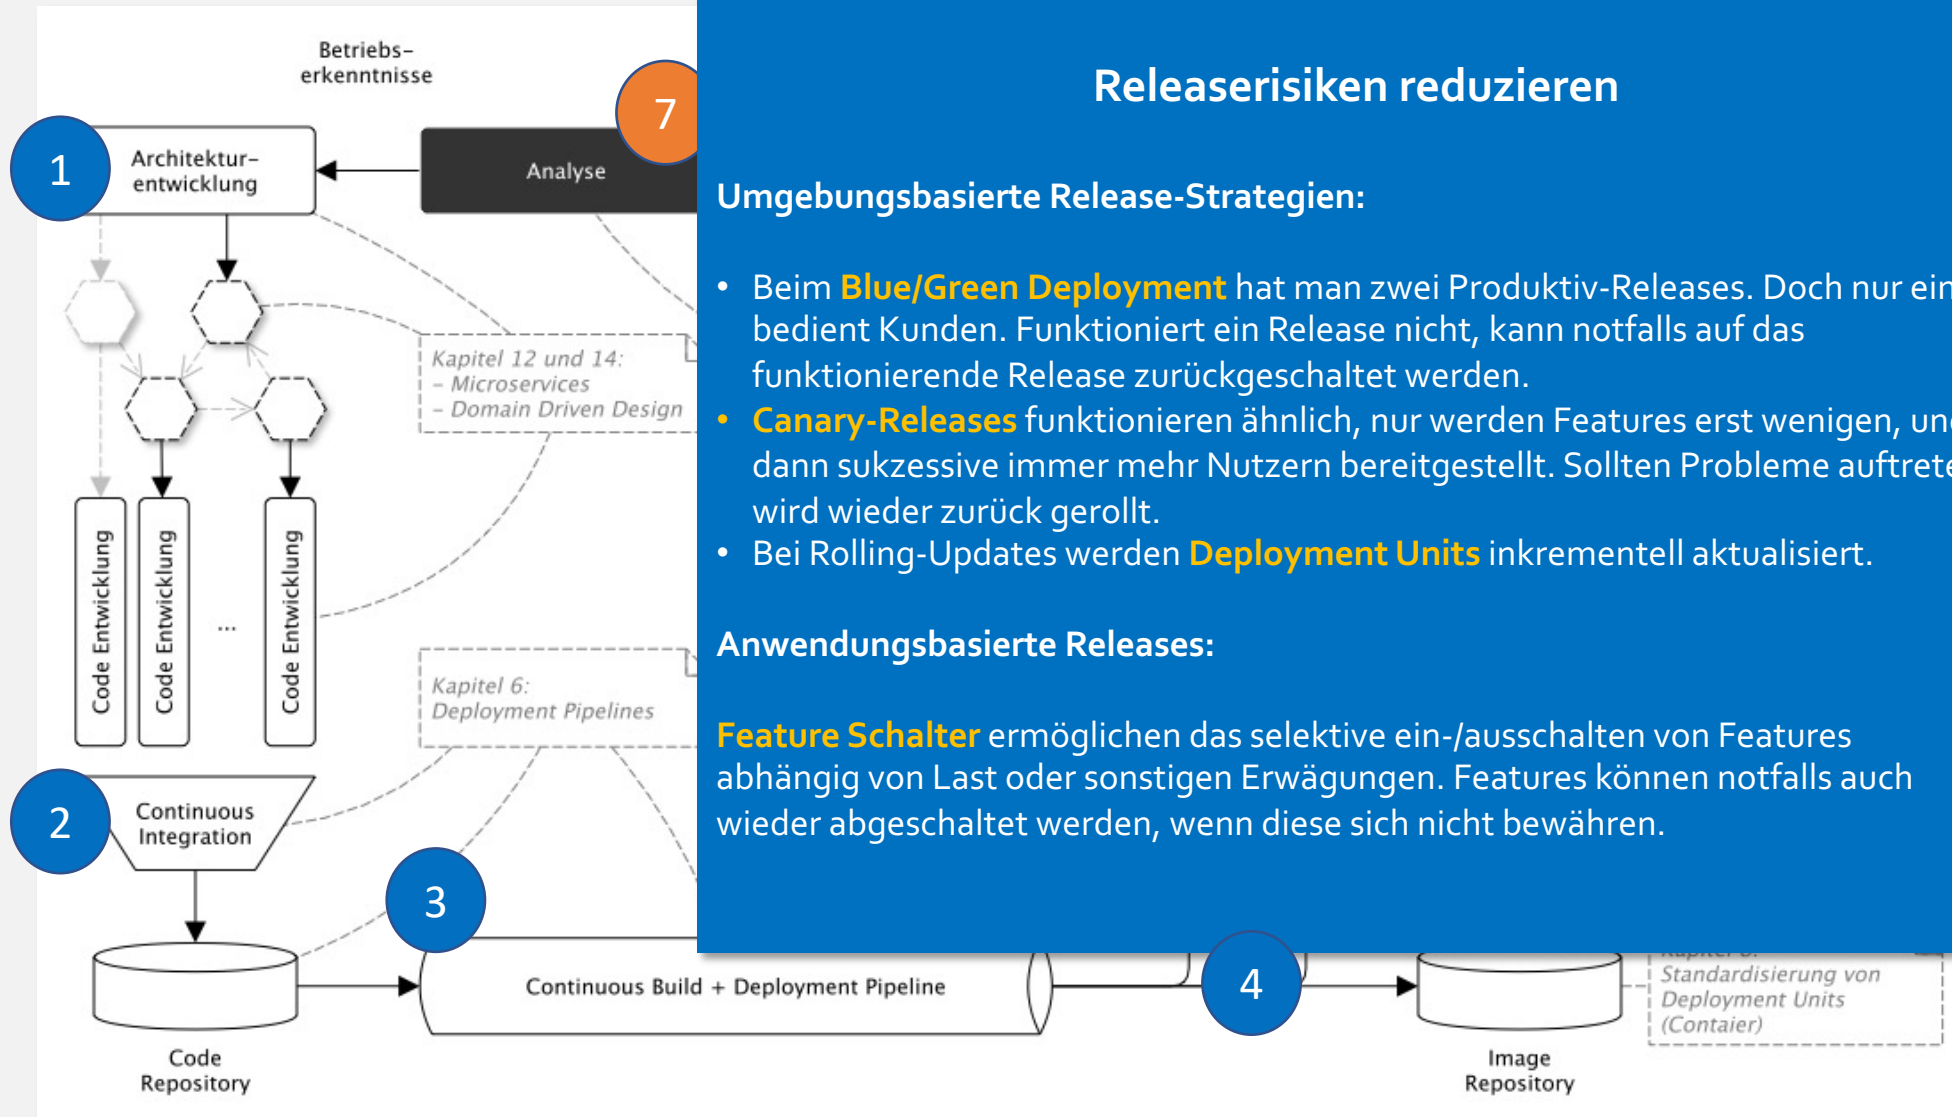 Betriebs-
erkenntnisse
7
1
Architektur-
entwicklung
Analyse
Kapitel 12 und 14:
- Microservices
- Domain Driven Design
Code Entwicklung
Code Entwicklung
...
Code Entwicklung
Kapitel 6:
Deployment Pipelines
2
Continuous
Integration
3
Code
Repository
Continuous Build + Deployment Pipeline
4
Image
Repository
Standardisierung von
Deployment Units
(Contaier)
Releaserisiken reduzieren
Umgebungsbasierte Release-Strategien:
• Beim Blue/Green Deployment hat man zwei Produktiv-Releases. Doch nur ein
bedient Kunden. Funktioniert ein Release nicht, kann notfalls auf das
funktionierende Release zurückgeschaltet werden.
• Canary-Releases funktionieren ähnlich, nur werden Features erst wenigen, und
dann sukzessive immer mehr Nutzern bereitgestellt. Sollten Probleme auftrete
wird wieder zurück gerollt.
• Bei Rolling-Updates werden Deployment Units inkrementell aktualisiert.
Anwendungsbasierte Releases:
Feature Schalter ermöglichen das selektive ein-/ausschalten von Features
abhängig von Last oder sonstigen Erwägungen. Features können notfalls auch
wieder abgeschaltet werden, wenn diese sich nicht bewähren.